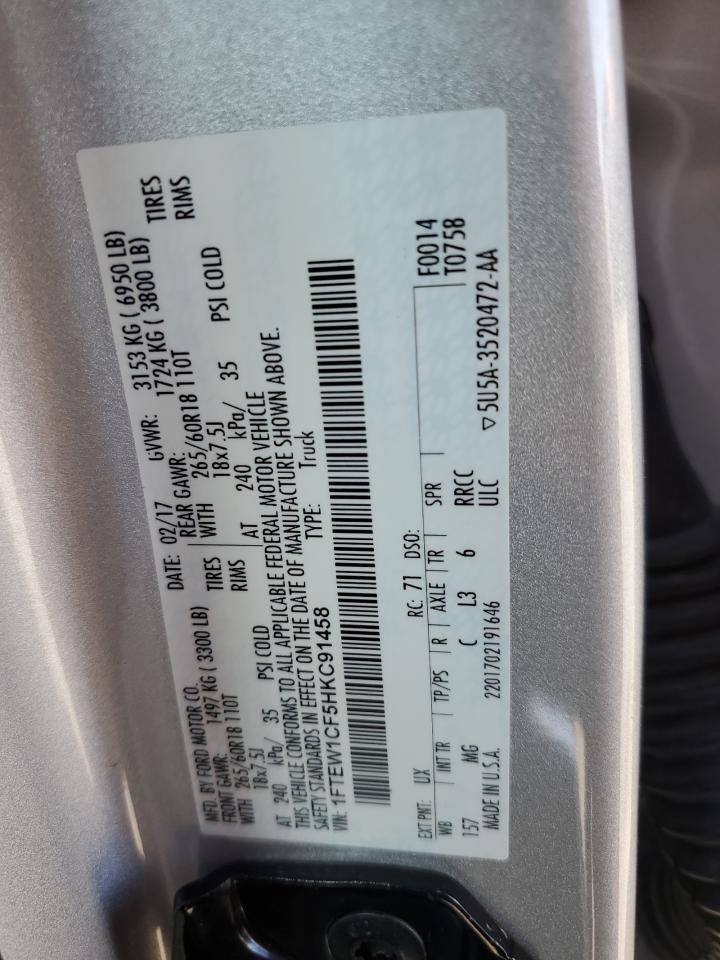 MFD. BY FORD MOTOR CO.
DATE: 02/17 GVWR: 3153 KG ( 6950 LB)
FRONT GAWR: 1497 KG ( 3300 LB)
REAR GAWR: 1724 KG ( 3800 LB)
WITH 265/60R18 110T TIRES
WITH 265/60R18 110T TIRES
18x7.5J RIMS
18x7.5J RIMS
AT 240 kPa/ 35 PSI COLD
AT 240 kPa/ 35 PSI COLD
THIS VEHICLE CONFORMS TO ALL APPLICABLE FEDERAL MOTOR VEHICLE
SAFETY STANDARDS IN EFFECT ON THE DATE OF MANUFACTURE SHOWN ABOVE.
VIN: 1FTEW1CF5HKC91458 TYPE: Truck
F0014
EXT PNT: UX RC: 71 DSO: T0758
WB INT TR TP/PS R AXLE TR SPR
157 MG C L3 6 RRCC
MADE IN U.S.A. 2201702191646 ULC ▽5U5A-3520472-AA